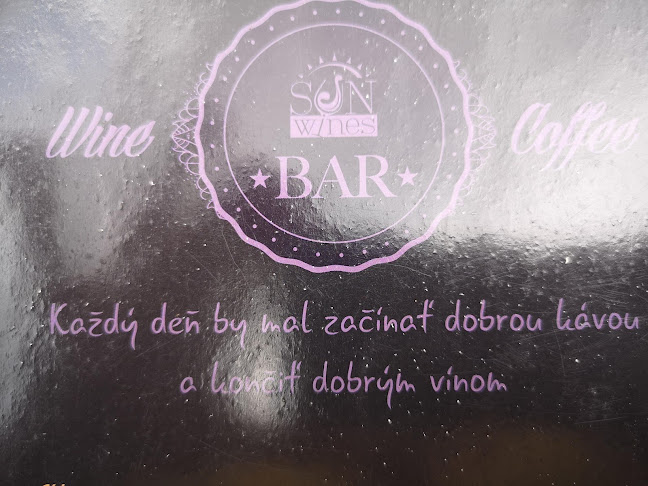 SUN
wines
Wine
Coffee
★BAR★
Každý deň by mal začínať dobrou kávou
a končiť dobrým vínom